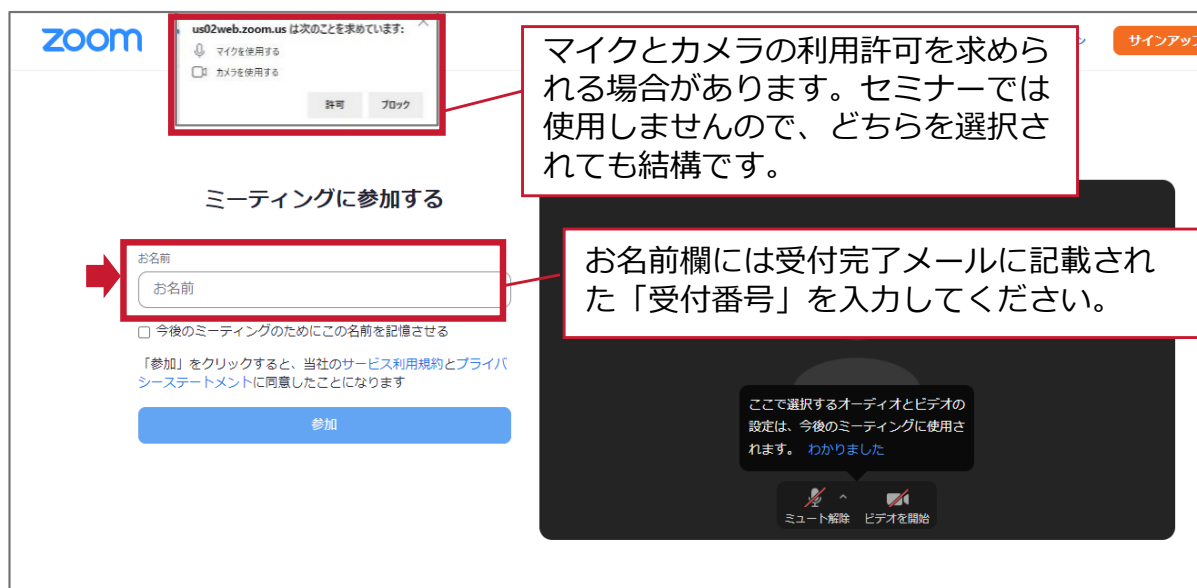 zoom
us02web.zoom.us は次のことを求めています:
マイクを使用する
カメラを使用する
許可 ブロック
サインアップ
マイクとカメラの利用許可を求めら
れる場合があります。セミナーでは
使用しませんので、どちらを選択さ
れても結構です。
ミーティングに参加する
お名前
お名前
お名前欄には受付完了メールに記載され
た「受付番号」を入力してください。
今後のミーティングのためにこの名前を記憶させる
「参加」をクリックすると、当社のサービス利用規約とプライバ
シーステートメントに同意したことになります
参加
ここで選択するオーディオとビデオの
設定は、今後のミーティングに使用さ
れます。 わかりました
ミュート解除 ビデオを開始